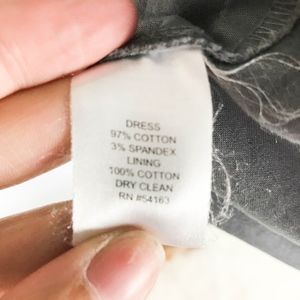 DRESS
97% COTTON
3% SPANDEX
LINING
100% COTTON
DRY CLEAN
RN #54163